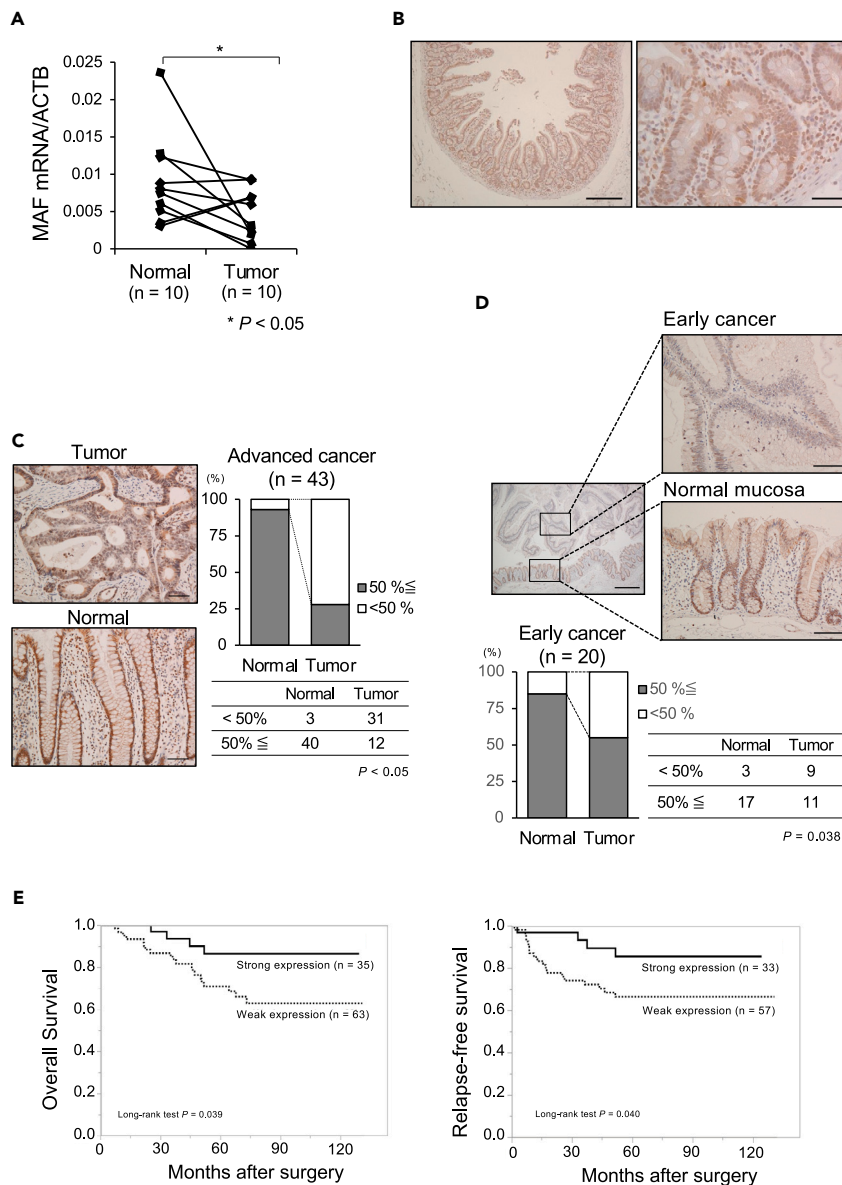 A
*
MAF mRNA/ACTB
0.025
0.02
0.015
0.01
0.005
0
Normal Tumor
(n = 10) (n = 10)
* P < 0.05
B
C
Tumor
Normal
Advanced cancer
(n = 43)
(%)
100
75
50
25
0
50 %≦
<50 %
Normal Tumor
Normal Tumor
< 50% 3 31
50% ≦ 40 12
P < 0.05
D
Early cancer
Normal mucosa
Early cancer
(n = 20)
(%)
100
75
50
25
0
50 %≦
<50 %
Normal Tumor
Normal Tumor
< 50% 3 9
50% ≦ 17 11
P = 0.038
E
Overall Survival
1.0
0.8
0.6
0.4
0.2
0.0
Strong expression (n = 35)
Weak expression (n = 63)
Long-rank test P = 0.039
0 30 60 90 120
Months after surgery
Relapse-free survival
1.0
0.8
0.6
0.4
0.2
0.0
Strong expression (n = 33)
Weak expression (n = 57)
Long-rank test P = 0.040
0 30 60 90 120
Months after surgery